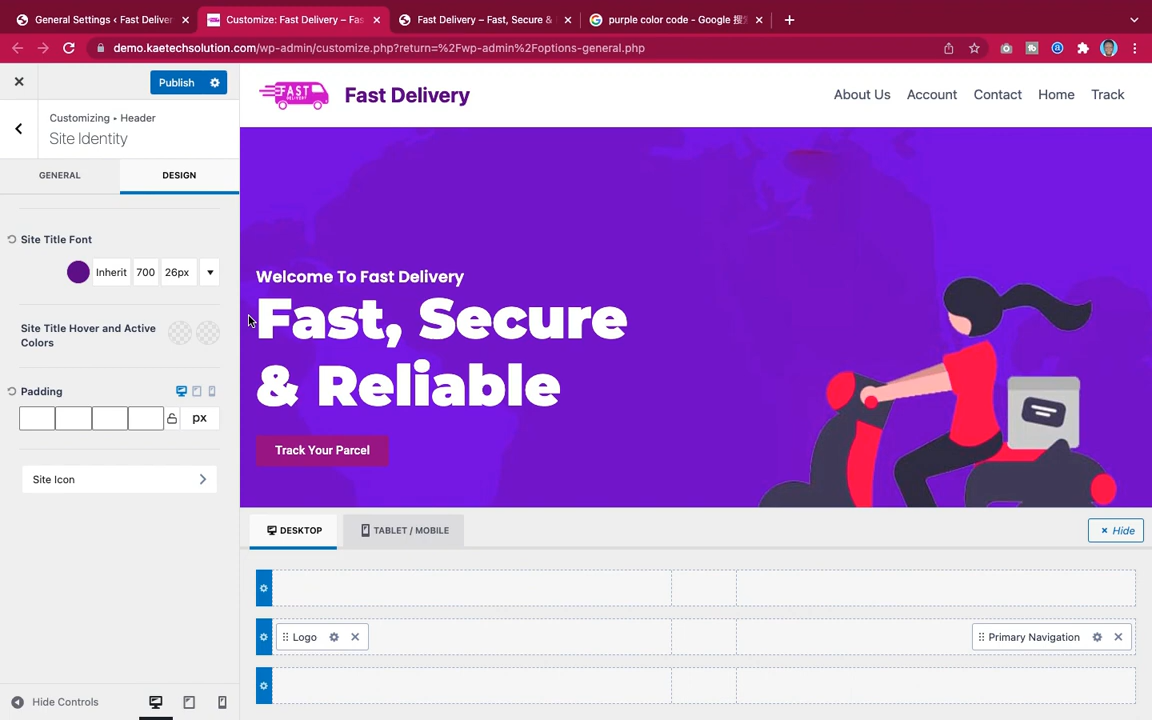 General Settings ‹ Fast Deliver
Customize: Fast Delivery – Fas
Fast Delivery – Fast, Secure &
purple color code - Google 搜
demo.kaetechsolution.com/wp-admin/customize.php?return=%2Fwp-admin%2Foptions-general.php
Publish
Customizing ▸ Header
Site Identity
GENERAL
DESIGN
Site Title Font
Inherit 700 26px
Site Title Hover and Active
Colors
Padding
px
Site Icon
Hide Controls
FAST
DELIVERY
Fast Delivery
About Us Account Contact Home Track
Welcome To Fast Delivery
Fast, Secure
& Reliable
Track Your Parcel
DESKTOP
TABLET / MOBILE
× Hide
Logo
Primary Navigation